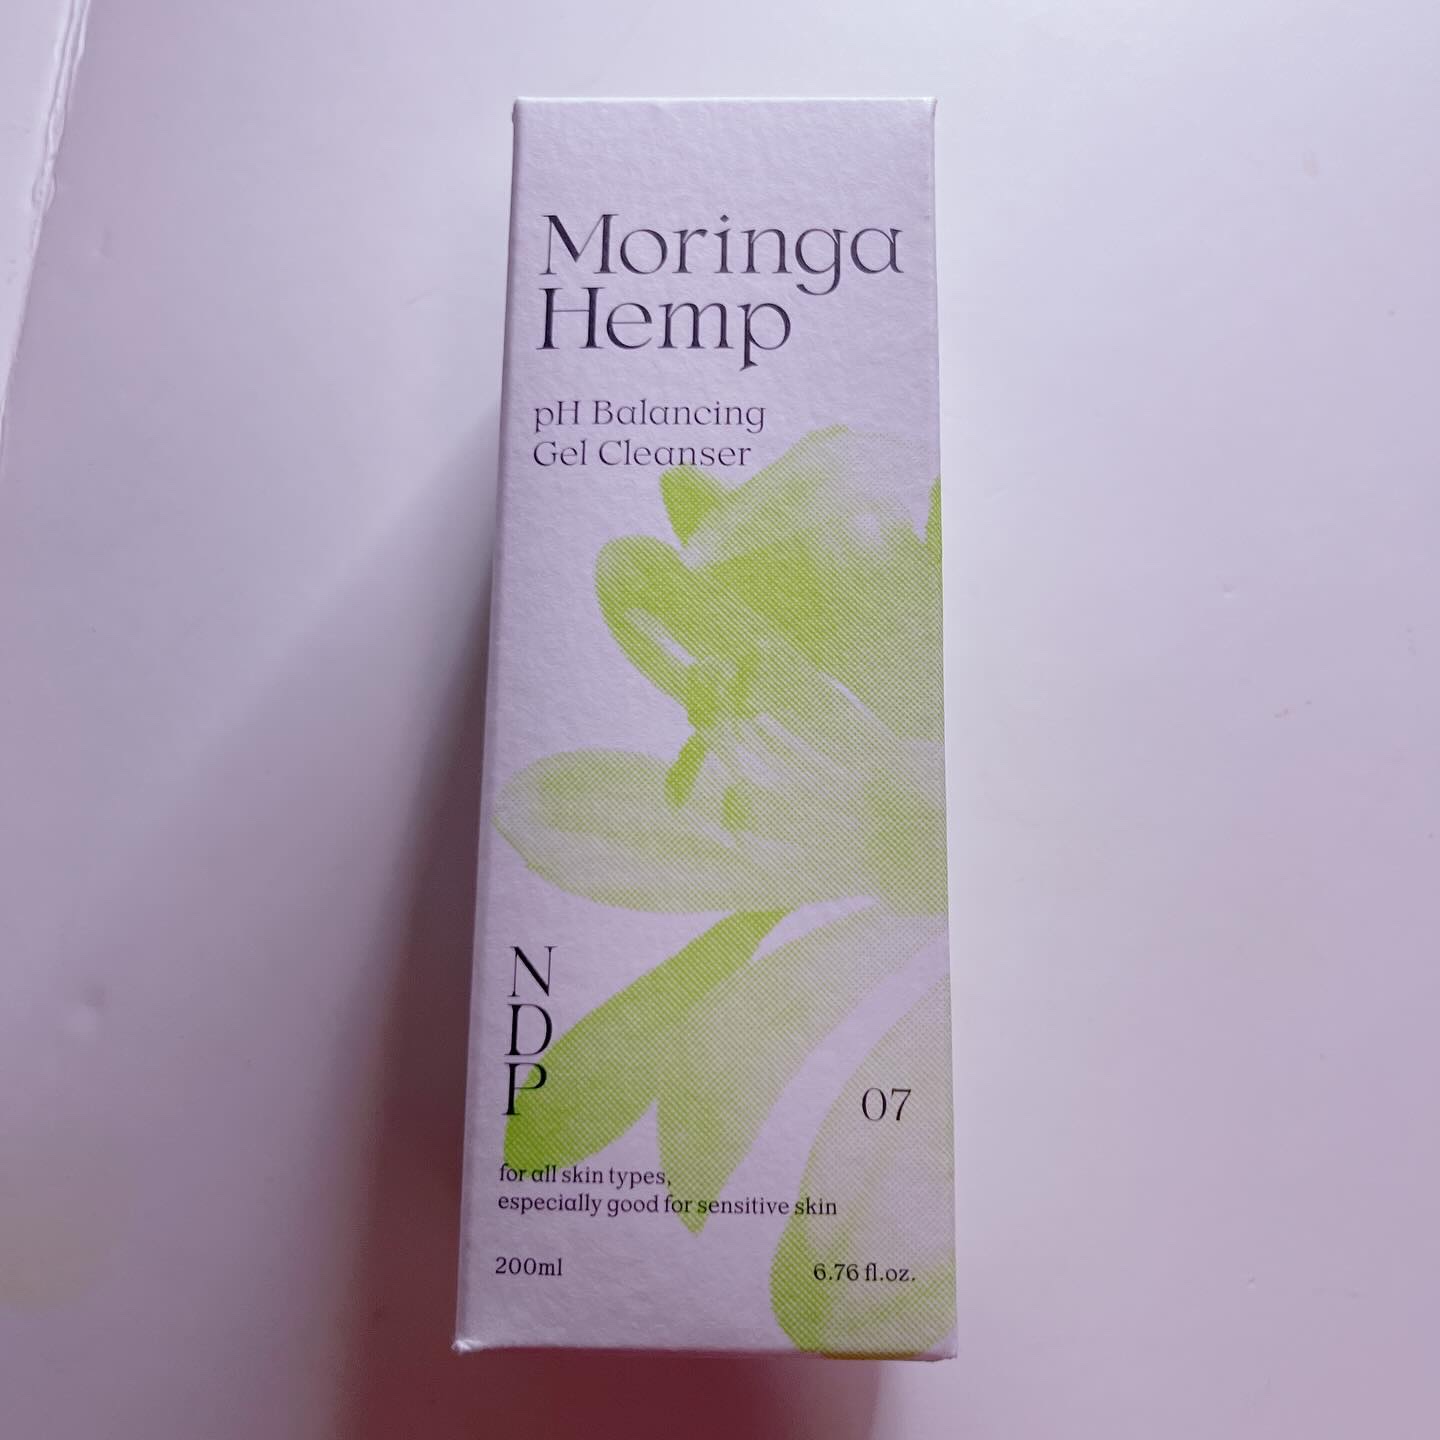 Moringa
Hemp
pH Balancing
Gel Cleanser
N
D
P
07
for all skin types,
especially good for sensitive skin
200ml
6.76 fl.oz.